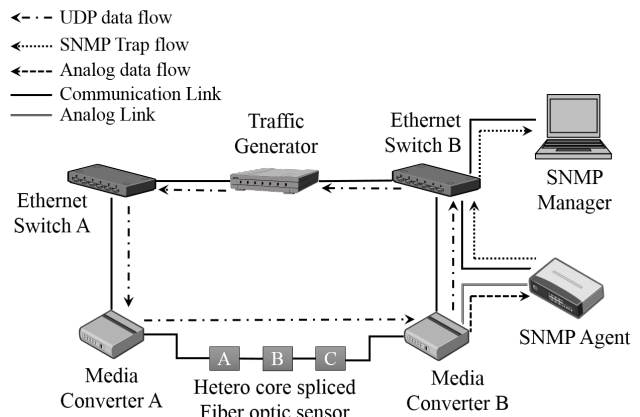 UDP data flow
SNMP Trap flow
Analog data flow
Communication Link
Analog Link
Traffic
Generator
Ethernet
Switch B
SNMP
Manager
Ethernet
Switch A
SNMP Agent
A
B
C
Media
Converter A
Hetero core spliced
Fiber optic sensor
Media
Converter B